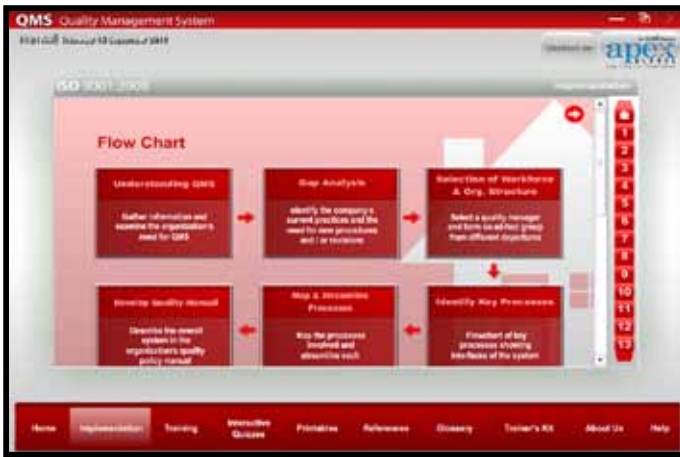 QMS Quality Management System
ISO 9001:2008
Implementation
apex
Flow Chart
Understanding QMS
Gather information and
examine the organization's
need for QMS
Gap Analysis
Identify the company's
current practices and the
need for new procedures
and / or revisions
Selection of Workforce
& Org. Structure
Select a quality manager
and form an ad-hoc group
from different departures
Identify Key Processes
Flowchart of key
processes showing
interfaces of the system
Map & Streamline
Processes
Map the processes
involved and
streamline each
Develop Quality Manual
Describe the overall
system in the
organization's quality
policy manual
1
2
3
4
5
6
7
8
9
10
11
12
13
Home
Implementation
Training
Interactive
Quizzes
Printables
References
Glossary
Trainer's Kit
About Us
Help